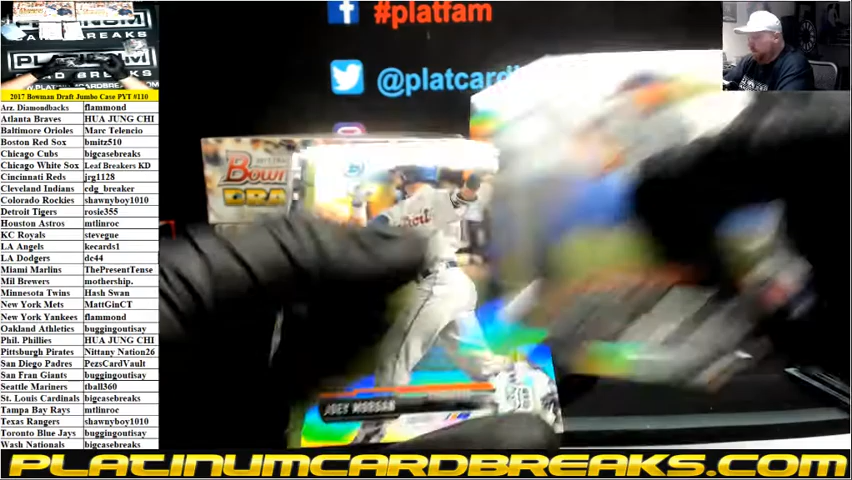 #platfam
@platcard
2017 Bowman Draft Jumbo Case PYT #110
Arz. Diamondbacks flammond
Atlanta Braves HUA JUNG CHI
Baltimore Orioles Marc Telencio
Boston Red Sox bmitz510
Chicago Cubs bigcasebreaks
Chicago White Sox Leaf Breakers KD
Cincinnati Reds jrg1128
Cleveland Indians cdg_breaker
Colorado Rockies shawnyboy1010
Detroit Tigers rosie355
Houston Astros mtlinroc
KC Royals stevegue
LA Angels kecards1
LA Dodgers dc44
Miami Marlins ThePresentTense
Mil Brewers mothership.
Minnesota Twins Hash Swan
New York Mets MattGinCT
New York Yankees flammond
Oakland Athletics buggingoutisay
Phil. Phillies HUA JUNG CHI
Pittsburgh Pirates Nittany Nation26
San Diego Padres PezsCardVault
San Fran Giants buggingoutisay
Seattle Mariners tball360
St. Louis Cardinals bigcasebreaks
Tampa Bay Rays mtlinroc
Texas Rangers shawnyboy1010
Toronto Blue Jays buggingoutisay
Wash Nationals bigcasebreaks
Bown
DRA
JOEY MORGAN
PLATINUMCARDBREAKS.COM